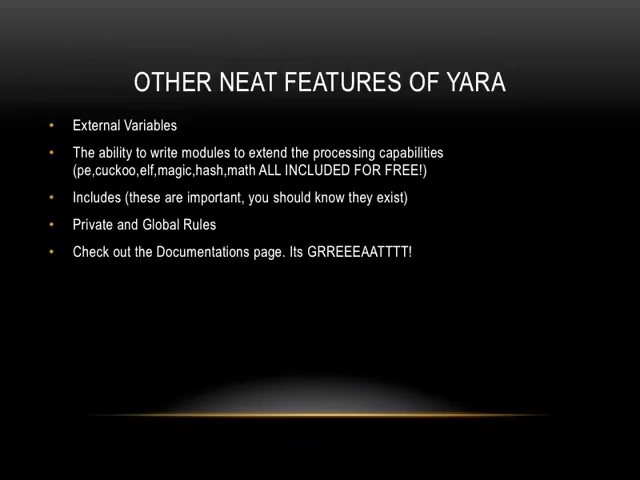 OTHER NEAT FEATURES OF YARA
• External Variables
• The ability to write modules to extend the processing capabilities
(pe,cuckoo,elf,magic,hash,math ALL INCLUDED FOR FREE!)
• Includes (these are important, you should know they exist)
• Private and Global Rules
• Check out the Documentations page. Its GRREEEAATTTT!